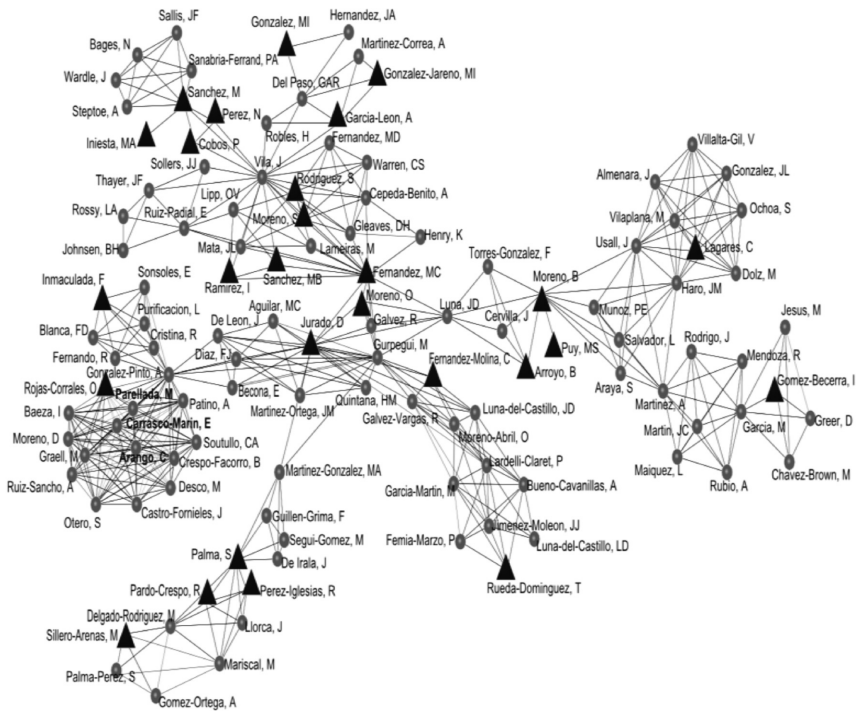 Sallis, JF
Gonzalez, MI
Hernandez, JA
Bages, N
Martinez-Correa, A
Sanabria-Ferrand, PA
Wardle, J
Del Paso, GAR
Gonzalez-Jareno, MI
Sanchez, M
Steptoe, A
Perez, N
Garcia-Leon, A
Iniesta, MA
Cobos, P
Robles, H
Fernandez, MD
Villalta-Gil, V
Sollers, JJ
Vila, J
Warren, CS
Almenara, J
Gonzalez, JL
Thayer, JF
Lipp, OV
Rodriguez, S
Cepeda-Benito, A
Rossy, LA
Ruiz-Padial, E
Moreno, S
Vilaplana, M
Ochoa, S
Gleaves, DH
Henry, K
Usall, J
Lagares, C
Johnsen, BH
Mata, JL
Lameiras, M
Torres-Gonzalez, F
Inmaculada, F
Sonsoles, E
Ramirez, I
Sanchez, MB
Fernandez, MC
Moreno, B
Dolz, M
Haro, JM
Purificacion, L
Aguilar, MC
Moreno, O
Luna, JD
Munoz, PE
Jesus, M
Blanca, FD
Cristina, R
De Leon, J
Jurado, D
Galvez, R
Cervilla, J
Salvador, L
Rodrigo, J
Fernando, R
Diaz, FJ
Gurpegui, M
Fernandez-Molina, C
Puy, MS
Mendoza, R
Gonzalez-Pinto, A
Arroyo, B
Araya, S
Gomez-Becerra, I
Rojas-Corrales, O
Parellada, M
Becona, E
Quintana, HM
Martinez, A
Baeza, I
Patino, A
Martinez-Ortega, JM
Galvez-Vargas, R
Luna-del-Castillo, JD
Greer, D
Carrasco-Marin, E
Martin, JC
Garcia, M
Moreno, D
Soutullo, CA
Moreno-Abril, O
Graell, M
Arango, C
Crespo-Facorro, B
Lardelli-Claret, P
Maiquez, L
Rubio, A
Chavez-Brown, M
Ruiz-Sancho, A
Desco, M
Martinez-Gonzalez, MA
Garcia-Martin, M
Bueno-Cavanillas, A
Otero, S
Castro-Fornieles, J
Guillen-Grima, F
Jimenez-Moleon, JJ
Segui-Gomez, M
Femia-Marzo, P
Luna-del-Castillo, LD
Palma, S
De Irala, J
Pardo-Crespo, R
Perez-Iglesias, R
Rueda-Dominguez, T
Delgado-Rodriguez, M
Sillero-Arenas, M
Llorca, J
Mariscal, M
Palma-Perez, S
Gomez-Ortega, A